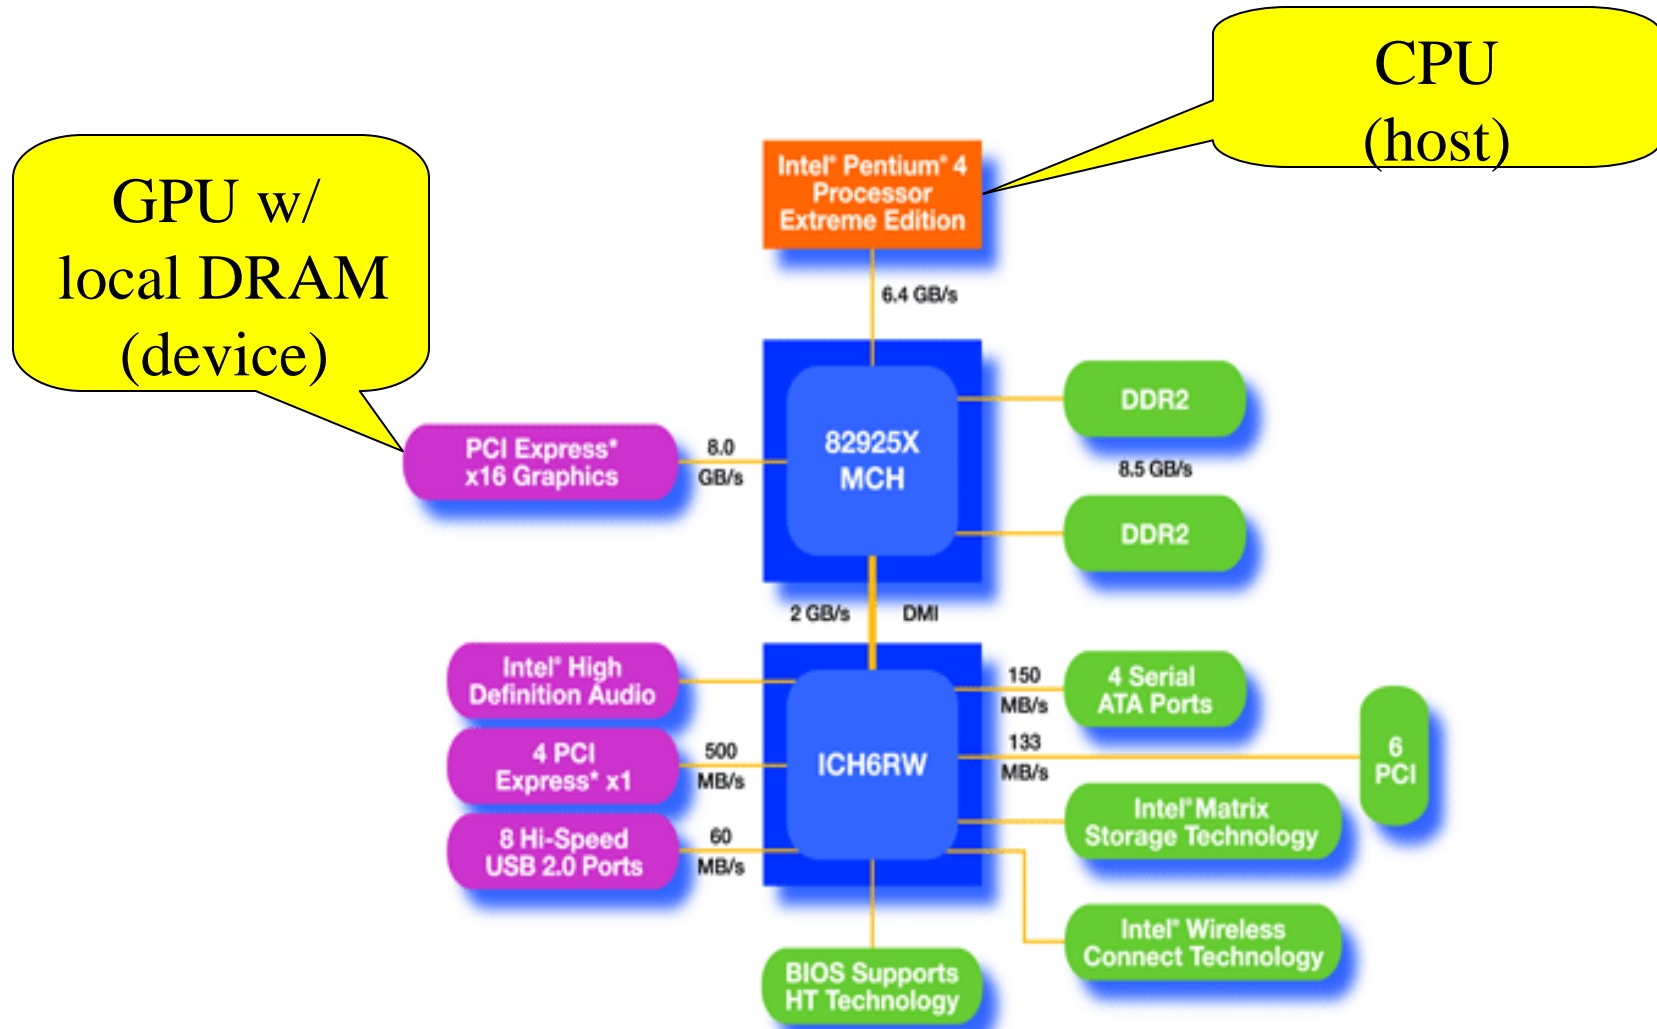 CPU
(host)
GPU w/
local DRAM
(device)
Intel® Pentium® 4
Processor
Extreme Edition
6.4 GB/s
PCI Express*
x16 Graphics
8.0
GB/s
82925X
MCH
DDR2
8.5 GB/s
DDR2
2 GB/s
DMI
Intel® High
Definition Audio
4 PCI
Express* x1
500
MB/s
8 Hi-Speed
USB 2.0 Ports
60
MB/s
ICH6RW
150
MB/s
4 Serial
ATA Ports
133
MB/s
6
PCI
Intel® Matrix
Storage Technology
Intel® Wireless
Connect Technology
BIOS Supports
HT Technology